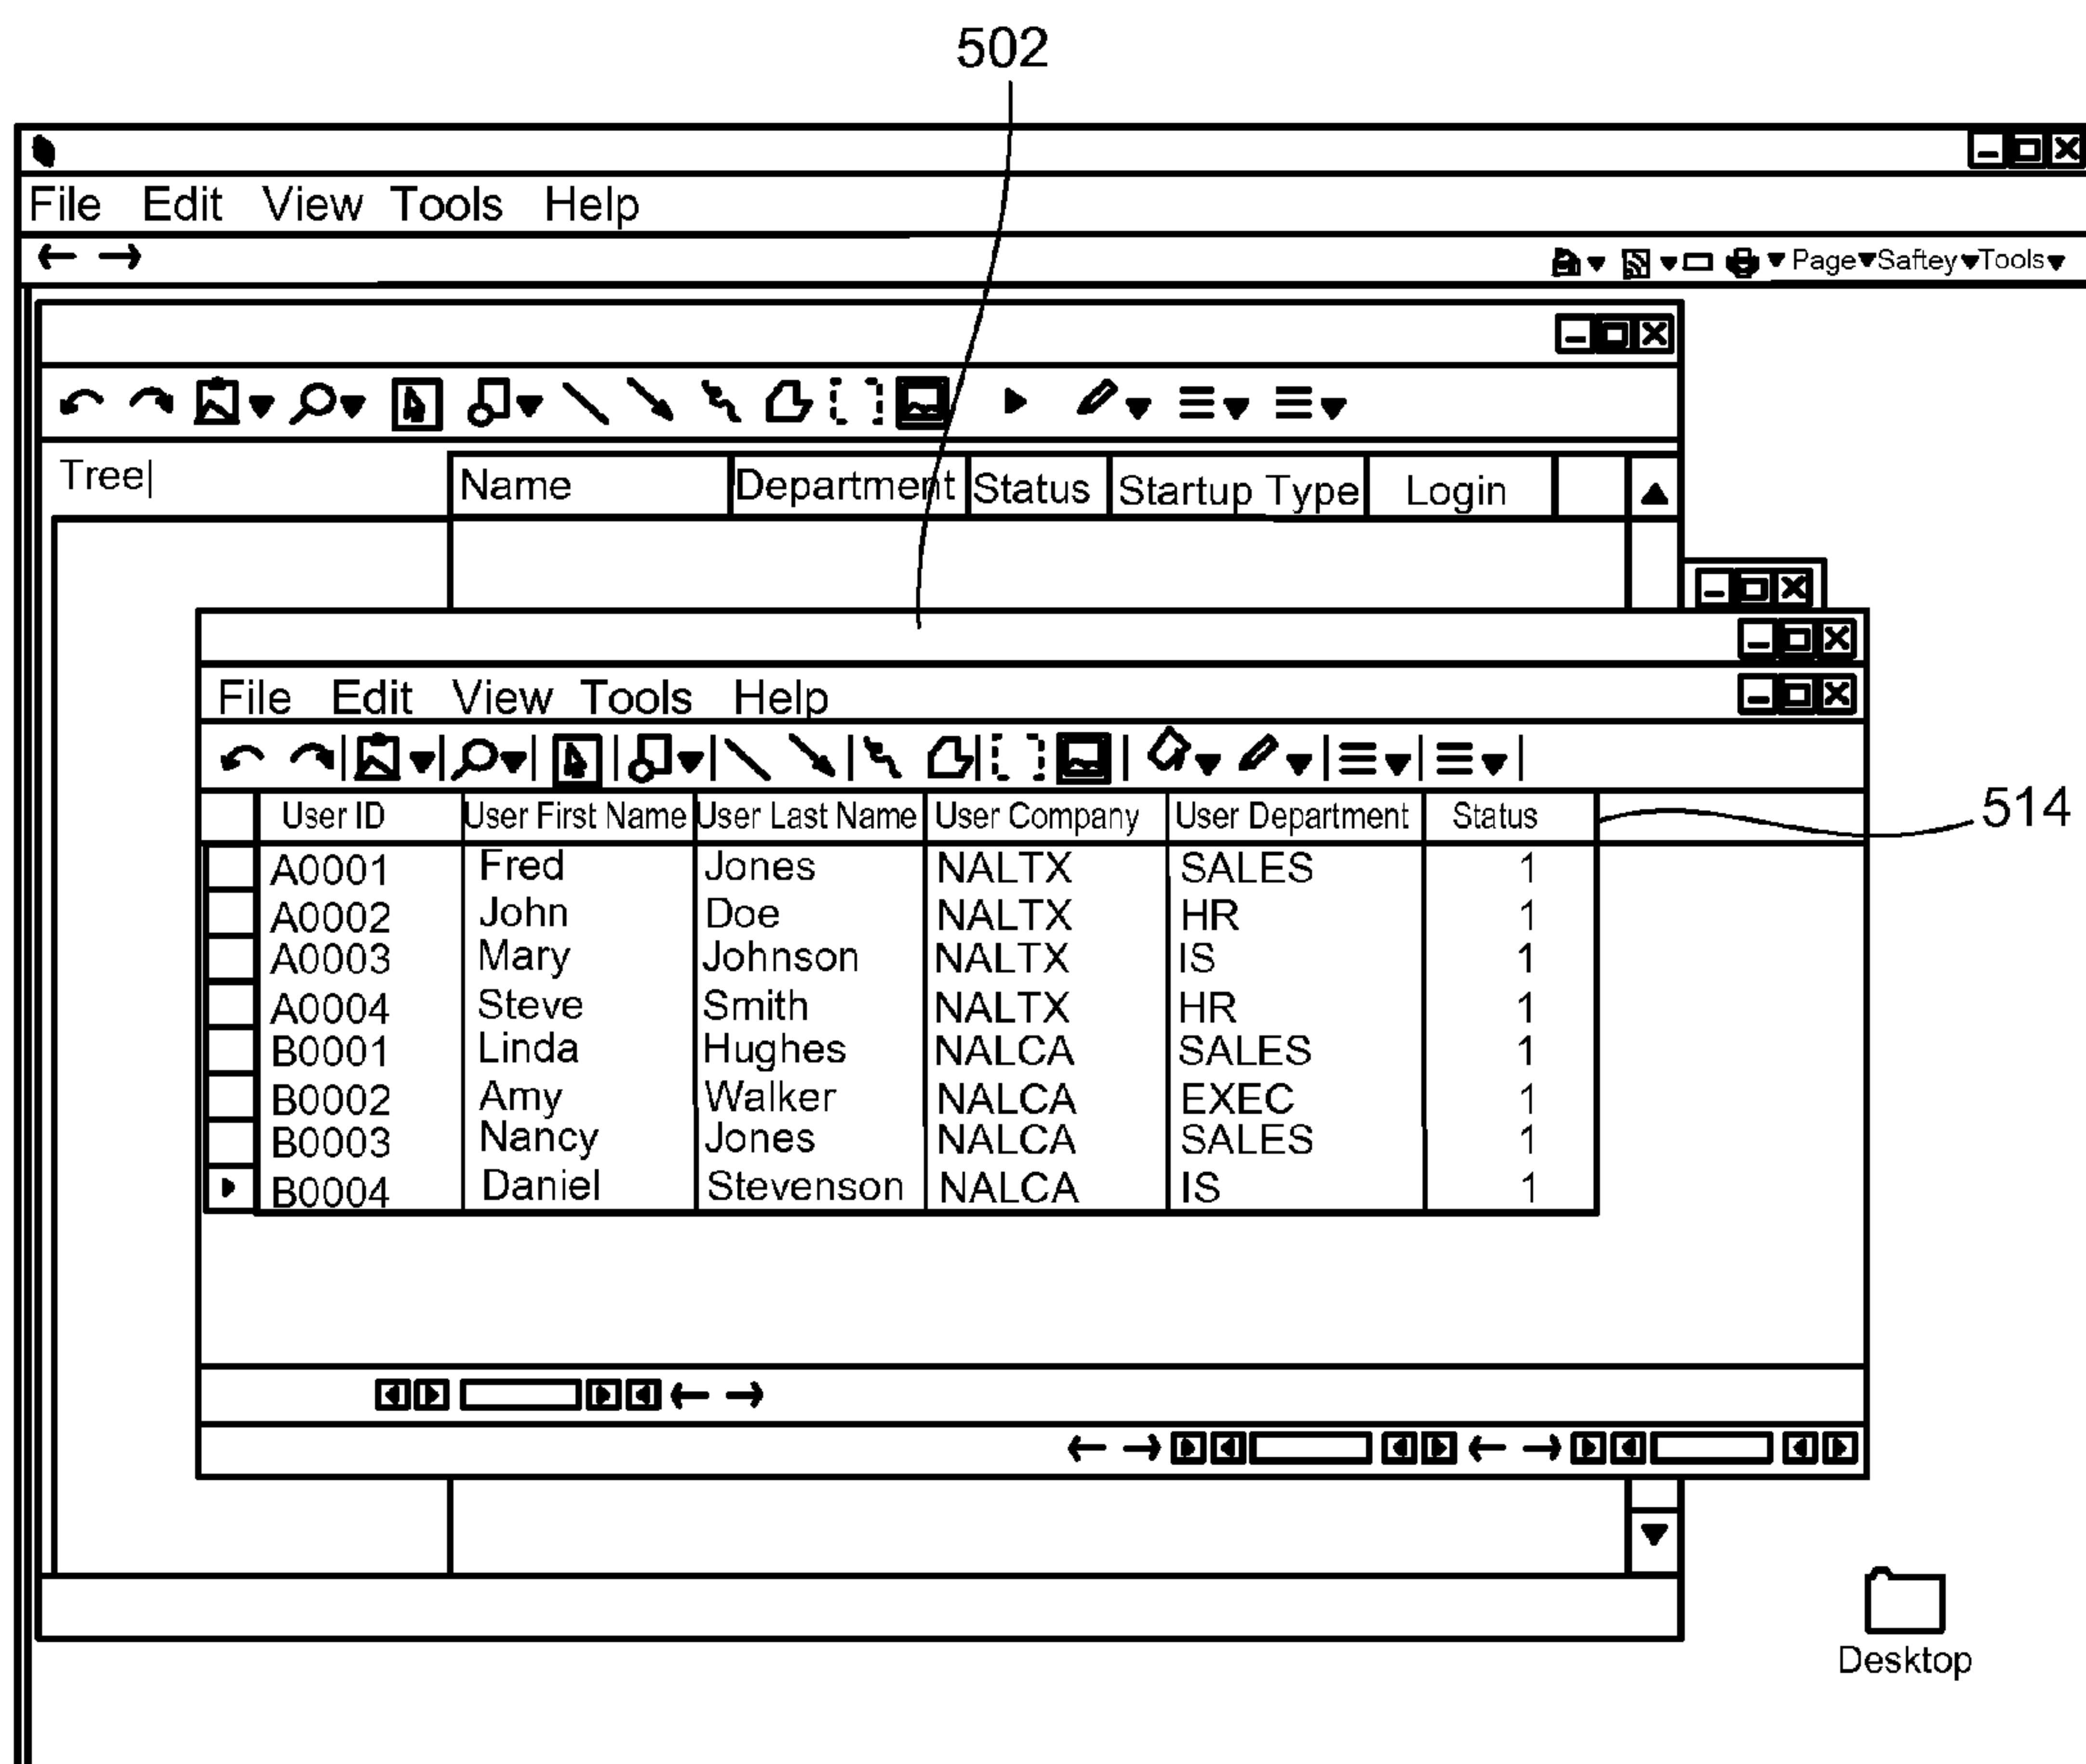 502
File Edit View Tools Help
Page Saftey Tools
Tree Name Department Status Startup Type Login
File Edit View Tools Help
User ID User First Name User Last Name User Company User Department Status
514
A0001 Fred Jones NALTX SALES 1
A0002 John Doe NALTX HR 1
A0003 Mary Johnson NALTX IS 1
A0004 Steve Smith NALTX HR 1
B0001 Linda Hughes NALCA SALES 1
B0002 Amy Walker NALCA EXEC 1
B0003 Nancy Jones NALCA SALES 1
B0004 Daniel Stevenson NALCA IS 1
Desktop